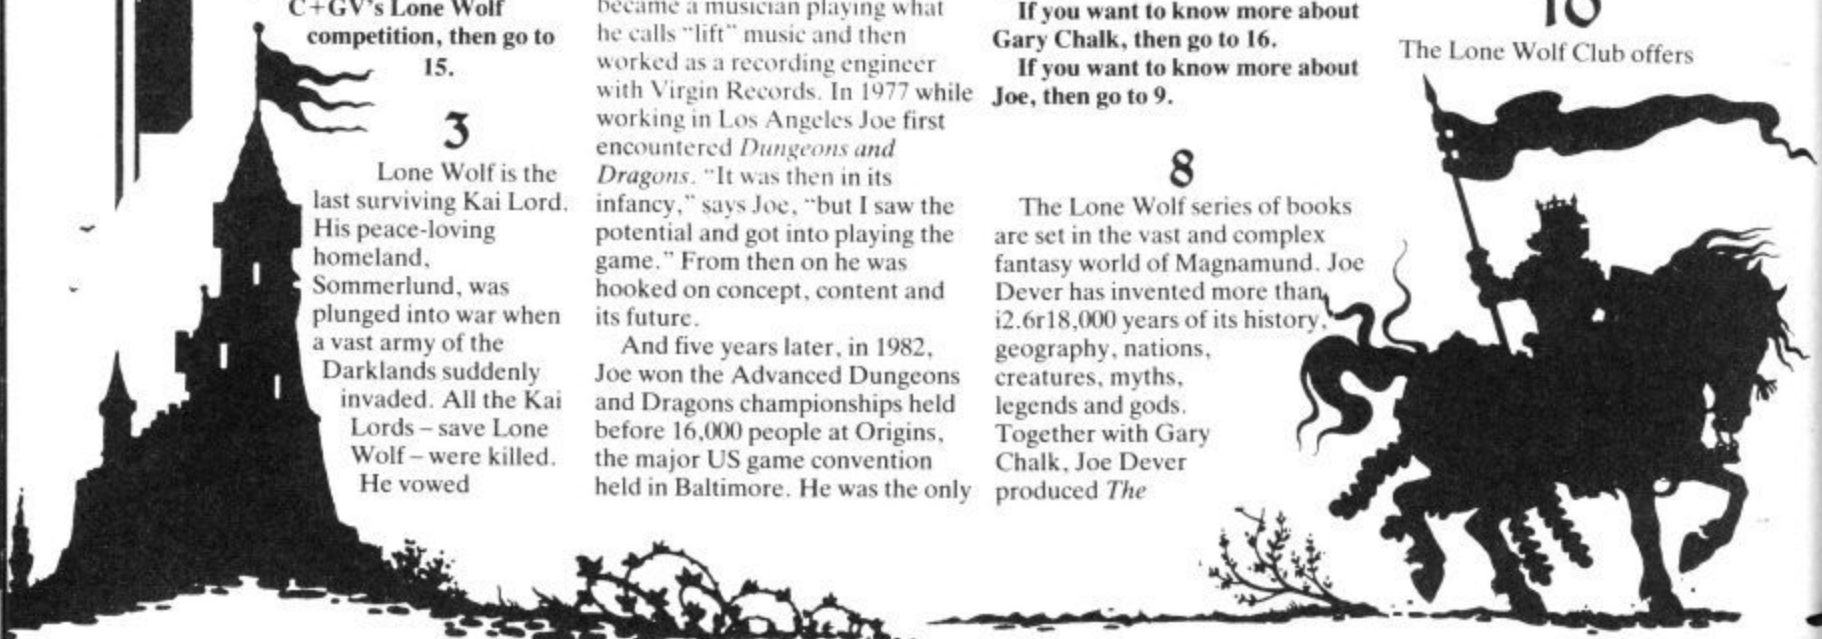 C+GV's Lone Wolf
competition, then go to
15.
3
Lone Wolf is the
last surviving Kai Lord.
His peace-loving
homeland,
Sommerlund, was
plunged into war when
a vast army of the
Darklands suddenly
invaded. All the Kai
Lords – save Lone
Wolf – were killed.
He vowed
became a musician playing what
he calls "lift" music and then
worked as a recording engineer
with Virgin Records. In 1977 while
working in Los Angeles Joe first
encountered Dungeons and
Dragons. "It was then in its
infancy," says Joe, "but I saw the
potential and got into playing the
game." From then on he was
hooked on concept, content and
its future.
And five years later, in 1982,
Joe won the Advanced Dungeons
and Dragons championships held
before 16,000 people at Origins,
the major US game convention
held in Baltimore. He was the only
If you want to know more about
Gary Chalk, then go to 16.
If you want to know more about
Joe, then go to 9.
8
The Lone Wolf series of books
are set in the vast and complex
fantasy world of Magnamund. Joe
Dever has invented more than
i2.6r18,000 years of its history,
geography, nations,
creatures, myths,
legends and gods.
Together with Gary
Chalk, Joe Dever
produced The
10
The Lone Wolf Club offers